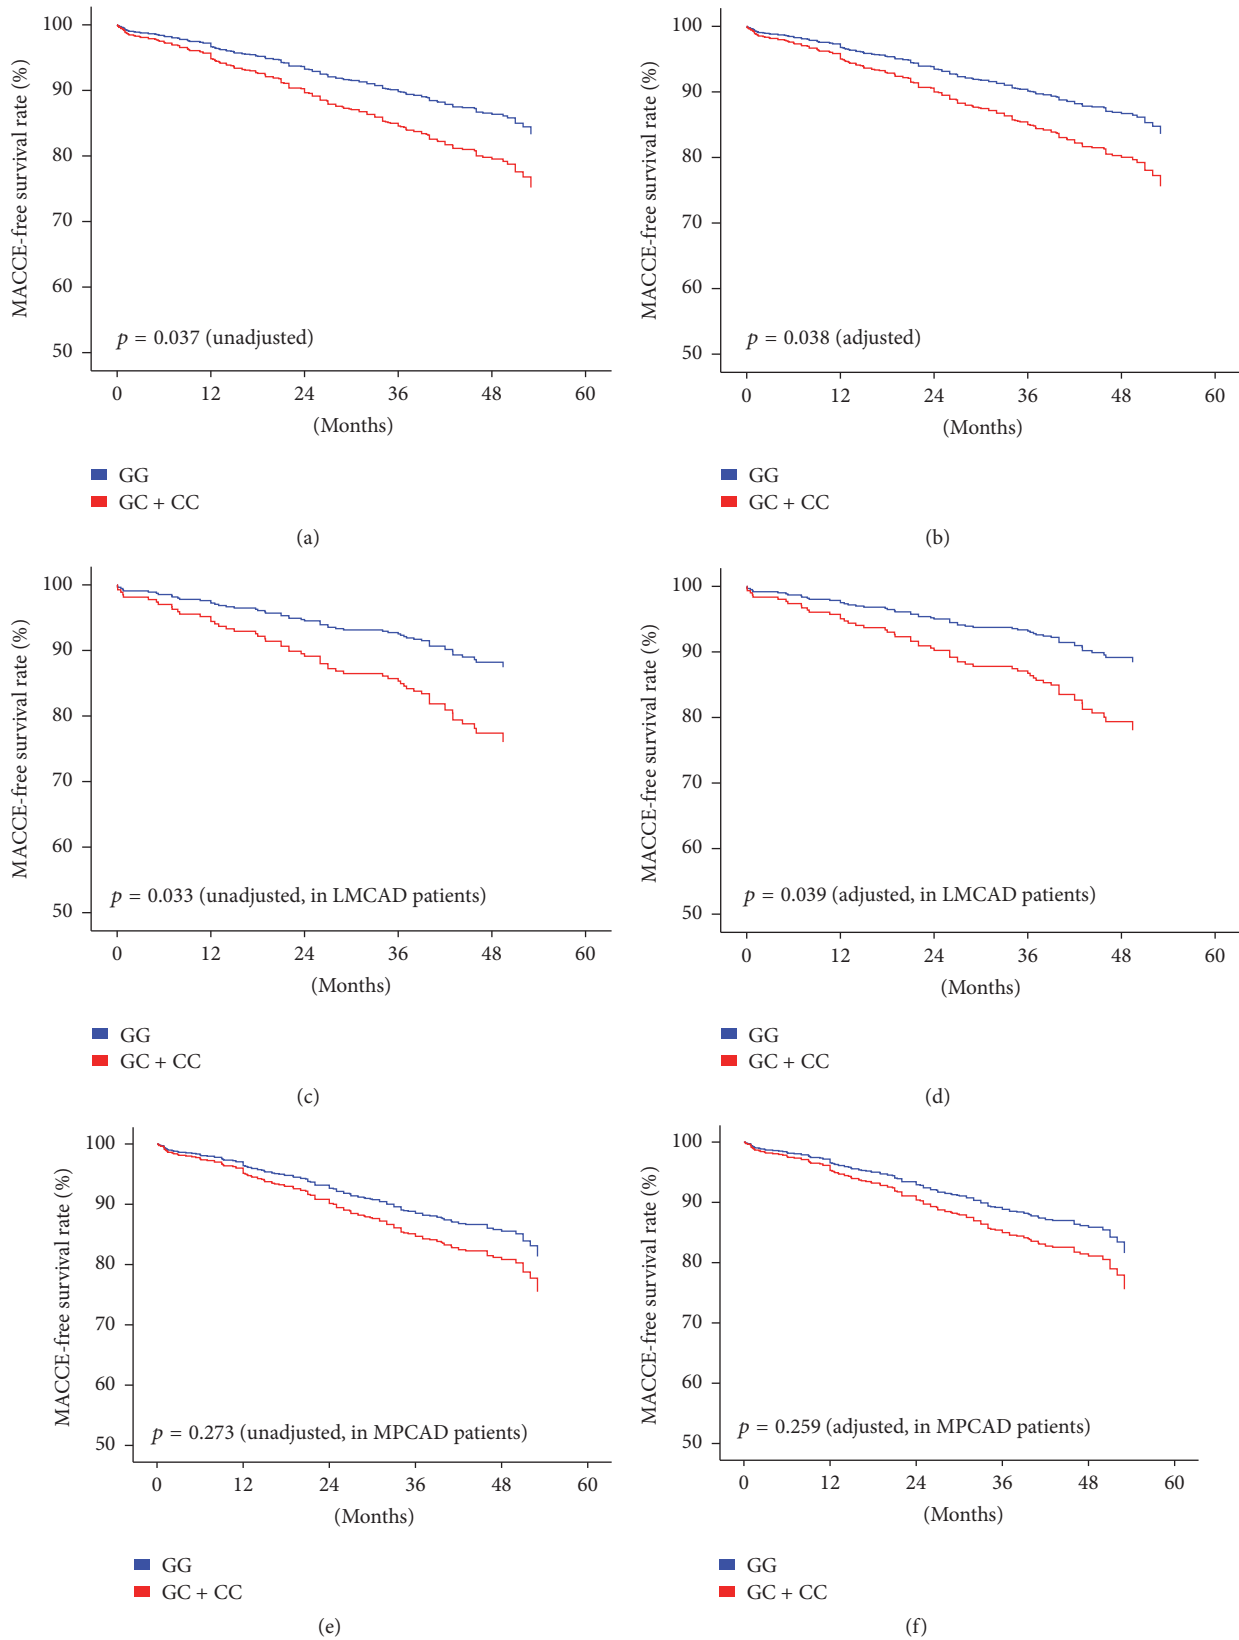 MACCE-free survival rate (%)
100
90
80
70
60
50
p = 0.037 (unadjusted)
0 12 24 36 48 60
(Months)
GG
GC + CC
(a)
MACCE-free survival rate (%)
100
90
80
70
60
50
p = 0.038 (adjusted)
0 12 24 36 48 60
(Months)
GG
GC + CC
(b)
MACCE-free survival rate (%)
100
90
80
70
60
50
p = 0.033 (unadjusted, in LMCAD patients)
0 12 24 36 48 60
(Months)
GG
GC + CC
(c)
MACCE-free survival rate (%)
100
90
80
70
60
50
p = 0.039 (adjusted, in LMCAD patients)
0 12 24 36 48 60
(Months)
GG
GC + CC
(d)
MACCE-free survival rate (%)
100
90
80
70
60
50
p = 0.273 (unadjusted, in MPCAD patients)
0 12 24 36 48 60
(Months)
GG
GC + CC
(e)
MACCE-free survival rate (%)
100
90
80
70
60
50
p = 0.259 (adjusted, in MPCAD patients)
0 12 24 36 48 60
(Months)
GG
GC + CC
(f)